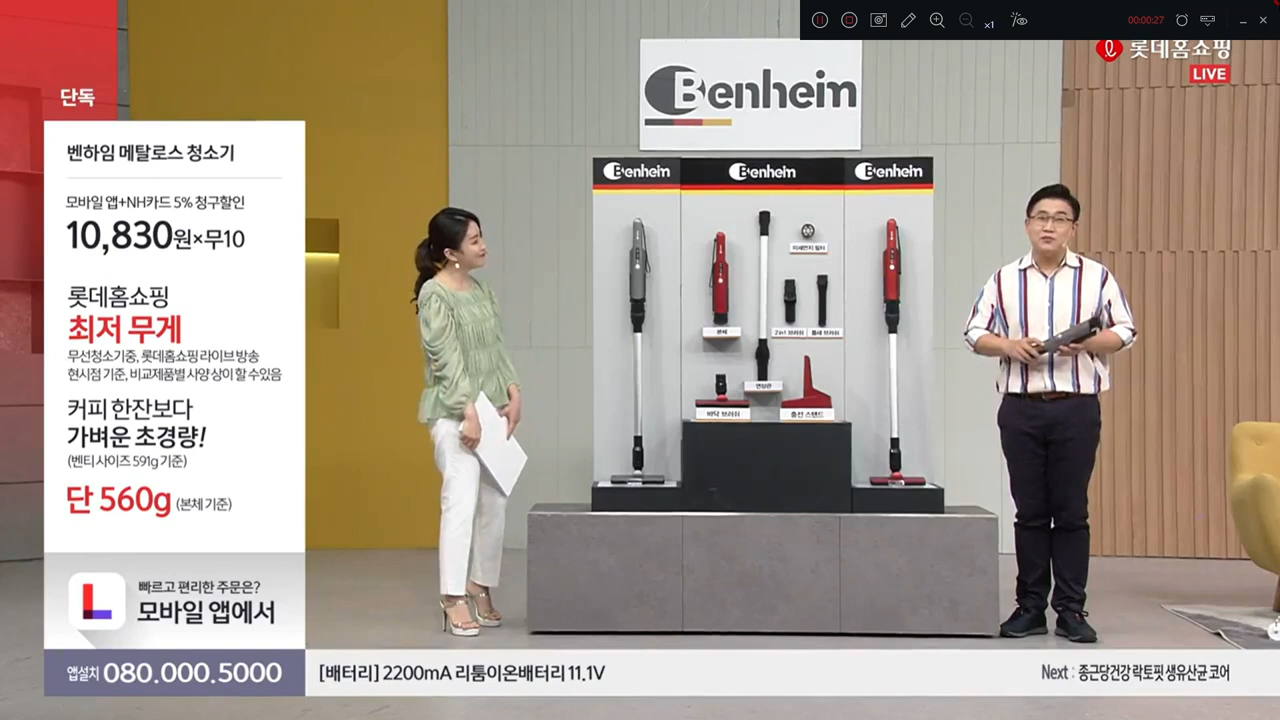 x1
00:00:27
롯데홈쇼핑
LIVE
단독
벤하임 메탈로스 청소기
모바일 앱+NH카드 5% 청구할인
10,830원×무10
롯데홈쇼핑
최저 무게
무선청소기중, 롯데홈쇼핑 라이브 방송
현시점 기준, 비교제품별 사양 상이 할 수 있음
커피 한잔보다
가벼운 초경량!
(벤티 사이즈 591g 기준)
단 560g (본체 기준)
빠르고 편리한 주문은?
모바일 앱에서
앱설치 080.000.5000
Benheim
Benheim
Benheim
Benheim
미세먼지 필터
본체
2in1 브러쉬
틈새 브러쉬
연장관
바닥 브러쉬
충전 스탠드
[배터리] 2200mA 리튬이온배터리 11.1V
Next : 종근당건강 락토핏 생유산균 코어